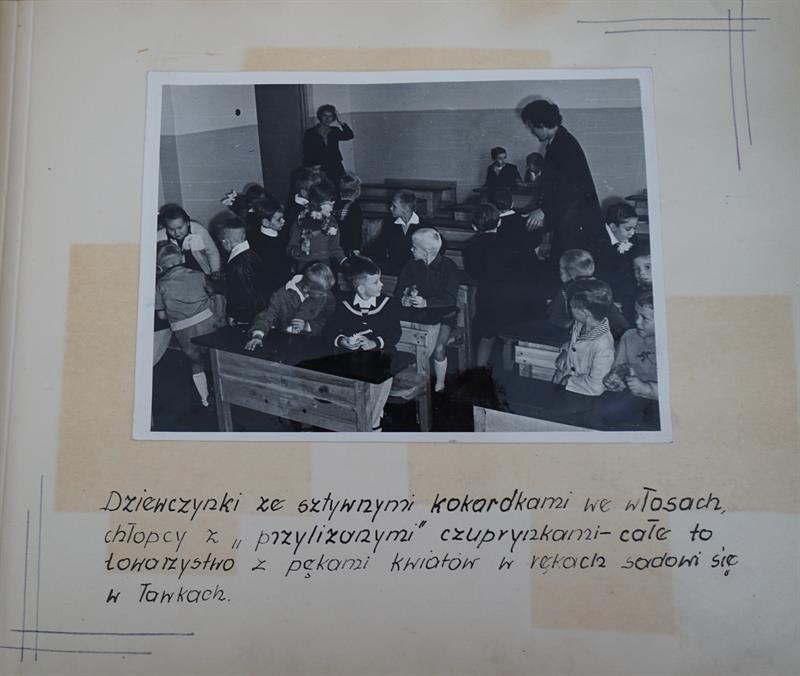 Dziewczynki ze sztywnymi kokardkami we włosach,
chłopcy z „przylizanymi" czuprynkami - całe to
towarzystwo z pękami kwiatów w rękach sadowi się
w ławkach.